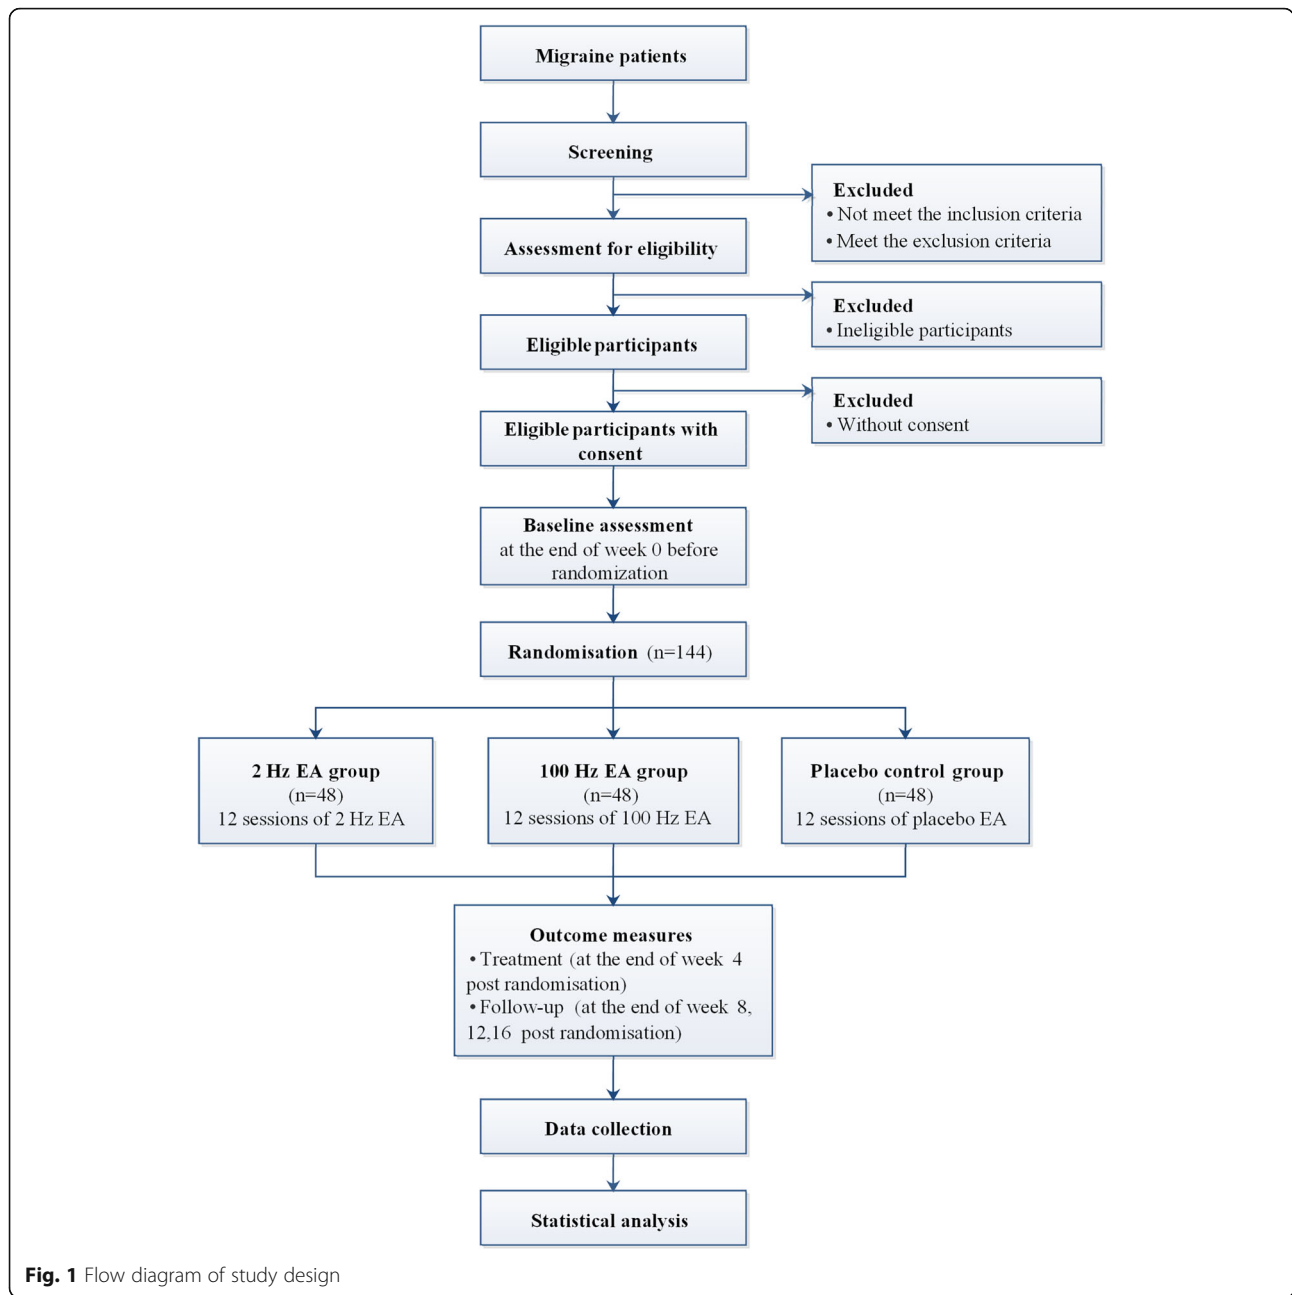 Migraine patients
Screening
Excluded
• Not meet the inclusion criteria
• Meet the exclusion criteria
Assessment for eligibility
Excluded
• Ineligible participants
Eligible participants
Excluded
• Without consent
Eligible participants with
consent
Baseline assessment
at the end of week 0 before
randomization
Randomisation (n=144)
2 Hz EA group
(n=48)
12 sessions of 2 Hz EA
100 Hz EA group
(n=48)
12 sessions of 100 Hz EA
Placebo control group
(n=48)
12 sessions of placebo EA
Outcome measures
• Treatment (at the end of week 4
post randomisation)
• Follow-up (at the end of week 8,
12,16 post randomisation)
Data collection
Statistical analysis
Fig. 1 Flow diagram of study design